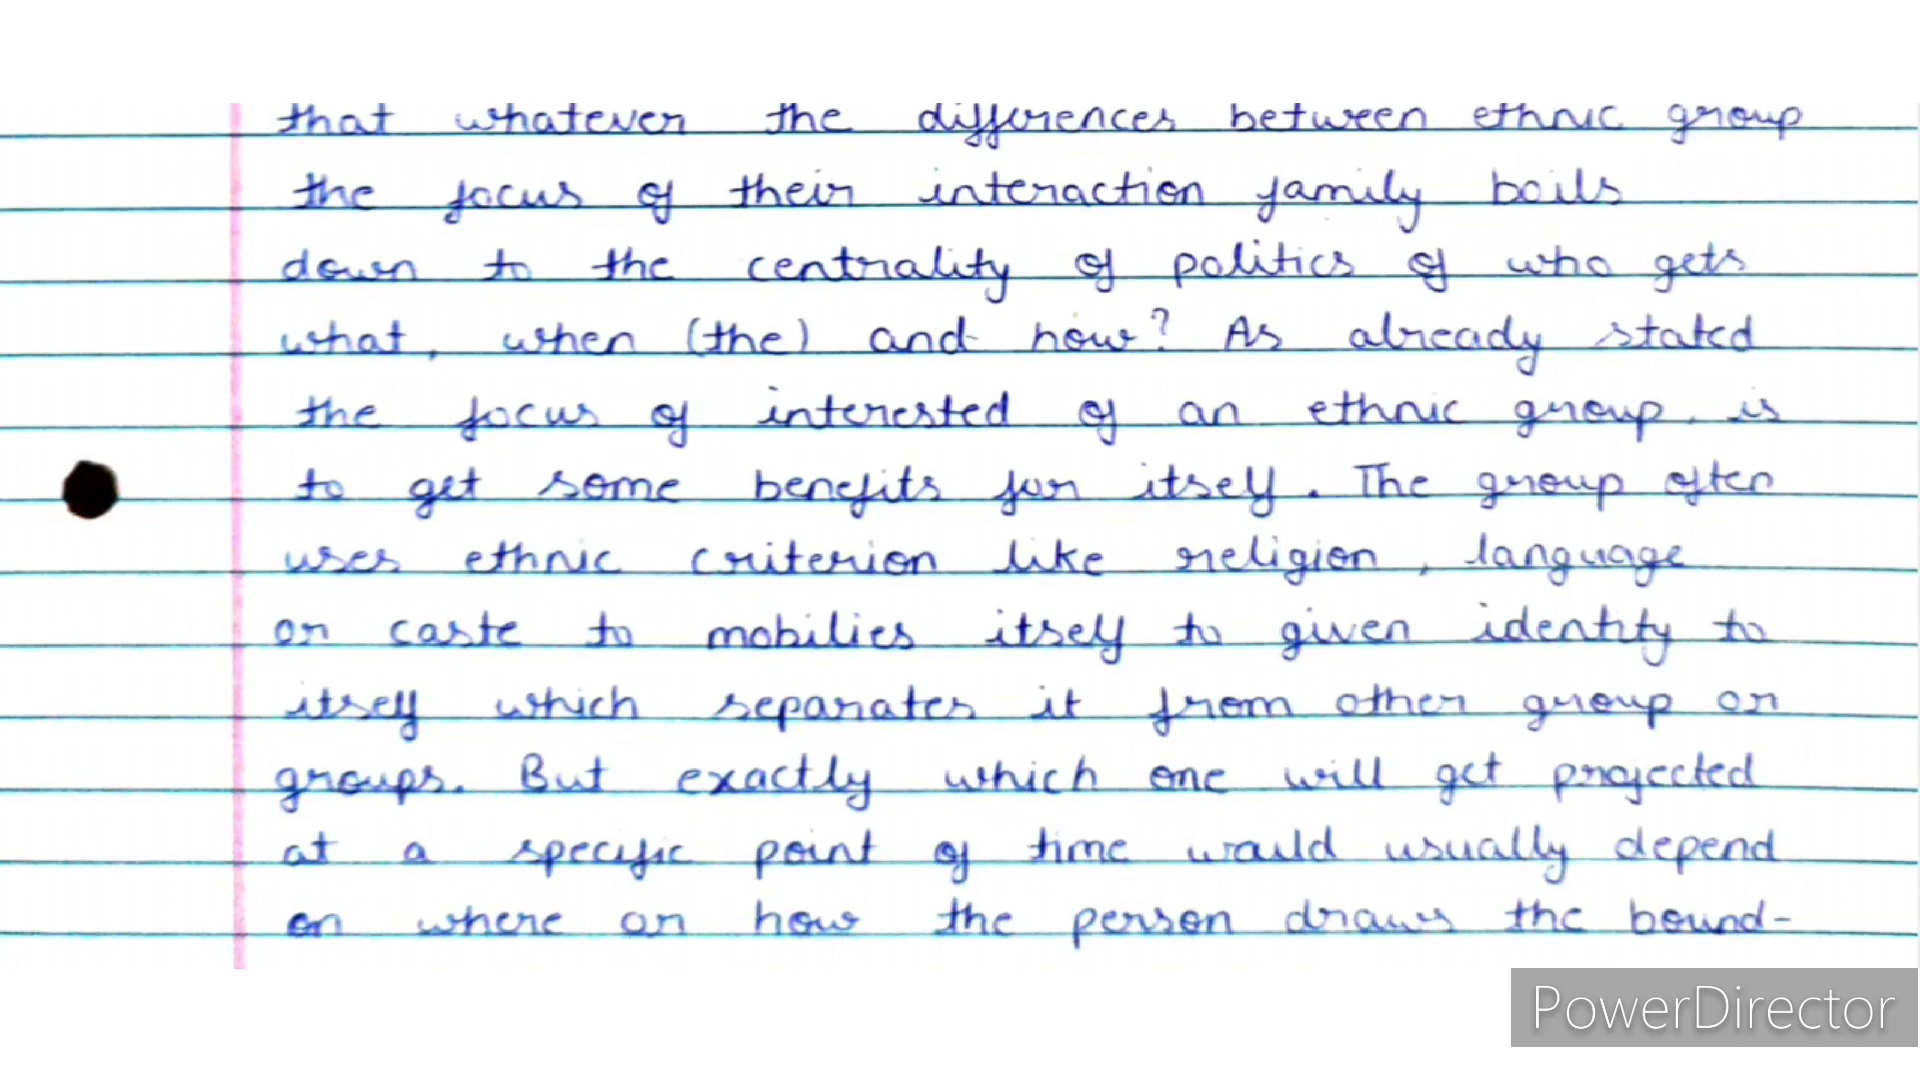 that whatever the differences between ethnic group
the focus of their interaction family boils
down to the centrality of politics of who gets
what, when (the) and how? As already stated
the focus of interested of an ethnic group. is
to get some benefits for itself. The group often
uses ethnic criterion like religion, language
or caste to mobilies itself to given identity to
itself which separates it from other group or
groups. But exactly which one will get projected
at a specific point of time would usually depend
on where or how the person draws the bound-
PowerDirector